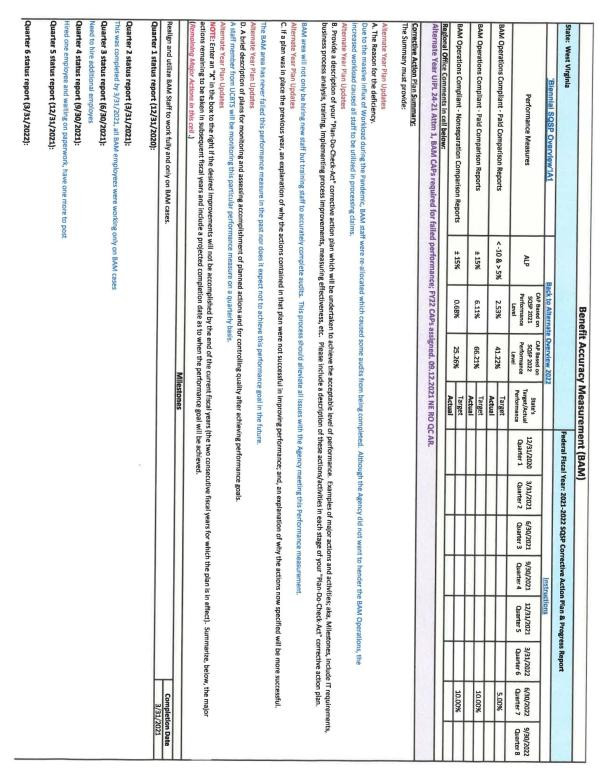 Benefit Accuracy Measurement (BAM)
State: West Virginia
Federal Fiscal Year: 2021-2022 SQSP Corrective Action Plan & Progress Report
Biennial SQSP Overview'!A1
Back to Alternate Overview 2022
Instructions
Performance Measures
ALP
CAP Based on SQSP 2021 Performance Level
CAP Based on SQSP 2022 Performance Level
State's Target/Actual Performance
12/31/2020 Quarter 1
3/31/2021 Quarter 2
6/30/2021 Quarter 3
9/30/2021 Quarter 4
12/31/2021 Quarter 5
3/31/2022 Quarter 6
6/30/2022 Quarter 7
9/30/2022 Quarter 8
BAM Operations Compliant - Paid Comparison Reports
< -10 & > 5%
2.53%
41.22%
Target
5.00%
Actual
BAM Operations Compliant - Paid Comparison Reports
± 15%
6.11%
68.21%
Target
10.00%
Actual
BAM Operations Compliant - Nonseparation Comparison Reports
± 15%
0.68%
25.26%
Target
10.00%
Actual
Regional Office Comments in cell below:
Alternate Year UIPL 24-21 Attm 1, BAM CAPs required for failed performance; FY22 CAPs assigned. 09.12.2021 NE RO QC AR.
Corrective Action Plan Summary:
The Summary must provide:
Alternate Year Plan Updates
A. The Reason for the deficiency.
Due to the massive influx of Workload during the Pandemic, BAM staff were re-allocated which caused some audits from being completed. Although the Agency did not want to hender the BAM Operations, the
increased workload required all staff to be utilized in processing claims.
Alternate Year Plan Updates
B. Provide a description of your "Plan-Do-Check-Act" corrective action plan which will be undertaken to achieve the acceptable level of performance. Examples of major actions and activities; aka, Milestones, include IT requirements,
business process analysis, training, implementing process improvements, measuring effectiveness, etc. Please include a description of these actions/activities in each stage of your "Plan-Do-Check-Act" corrective action plan.
BAM area will not only be hiring new staff but training staff to accurately complete audits. This process should alleviate all issues with the Agency meeting this Performance measurement.
Alternate Year Plan Updates
C. If a plan was in place the previous year, an explanation of why the actions contained in that plan were not successful in improving performance; and, an explanation of why the actions now specified will be more successful.
The BAM area has never failed this performance measure in the past nor does it expect not to achieve this performance goal in the future.
Alternate Year Plan Updates
D. A brief description of plans for monitoring and assessing accomplishment of planned actions and for controlling quality after achieving performance goals.
A staff member from UCBTS will be monitoring this particular performance measure on a quarterly basis.
Alternate Year Plan Updates
NOTE: Enter an "X" in the box to the right if the desired improvements will not be accomplished by the end of the current fiscal years (the two consecutive fiscal years for which the plan is in effect). Summarize, below, the major
actions remaining to be taken in subsequent fiscal years and include a projected completion date as to when the performance goal will be achieved.
(Remaining Major Actions in this cell.)
Milestones
Completion Date
Realign and utilize BAM Staff to work fully and only on BAM cases.
3/31/2021
Quarter 1 status report (12/31/2020):
Quarter 2 status report (3/31/2021):
This was completed by 3/31/2021, all BAM employees were working only on BAM cases
Quarter 3 status report (6/30/2021):
Need to hire additional employees
Quarter 4 status report (9/30/2021):
Hired one employee and waiting on paperwork, have one more to post
Quarter 5 status report (12/31/2021):
Quarter 6 status report (3/31/2022):